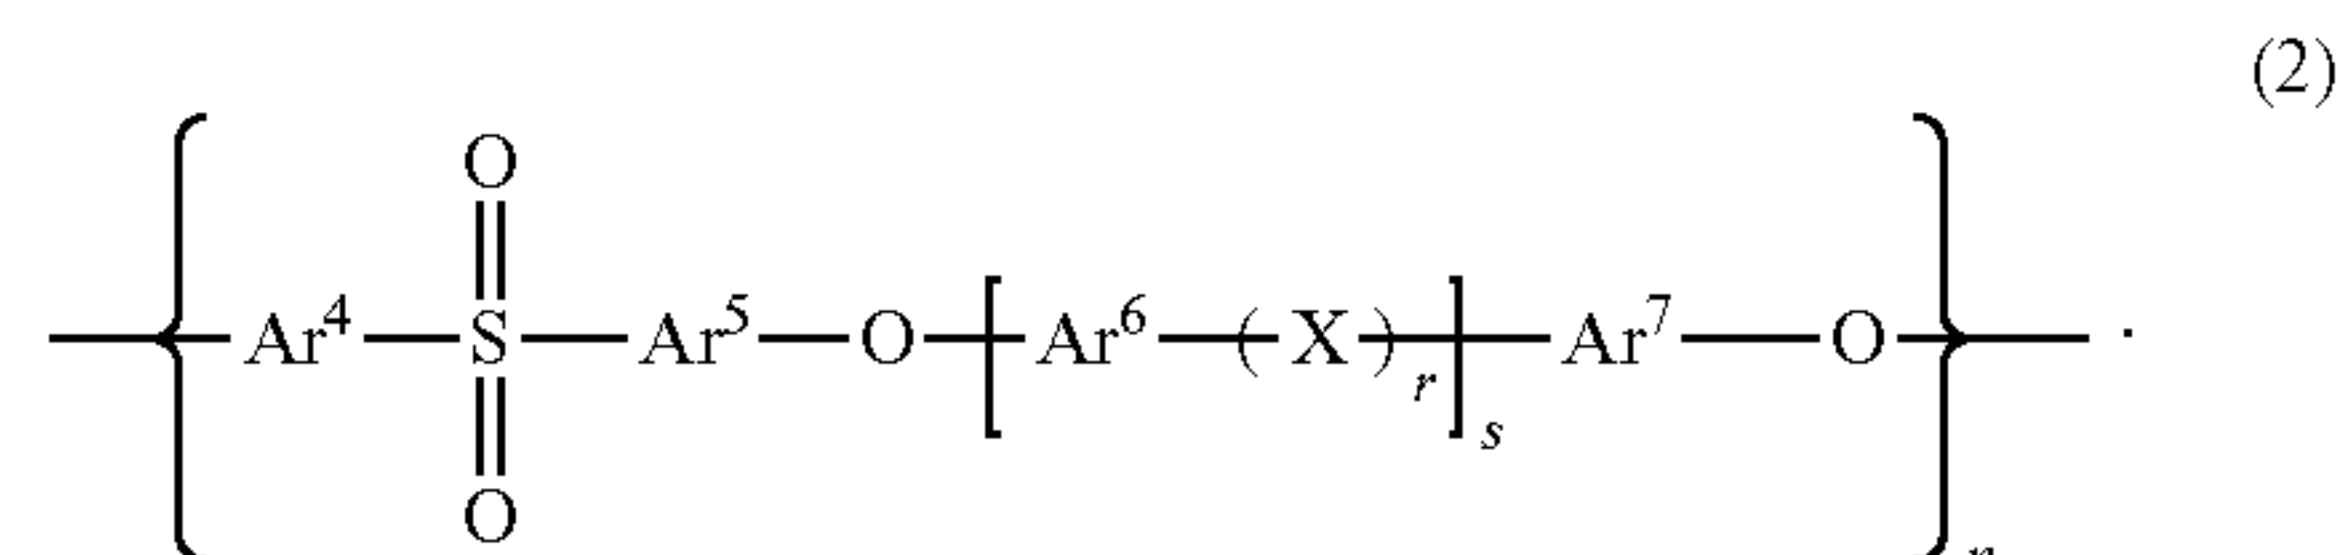 (2)
O
Ar⁴ S Ar⁵ O [ Ar⁶ ( X )r ]s Ar⁷ O .
O